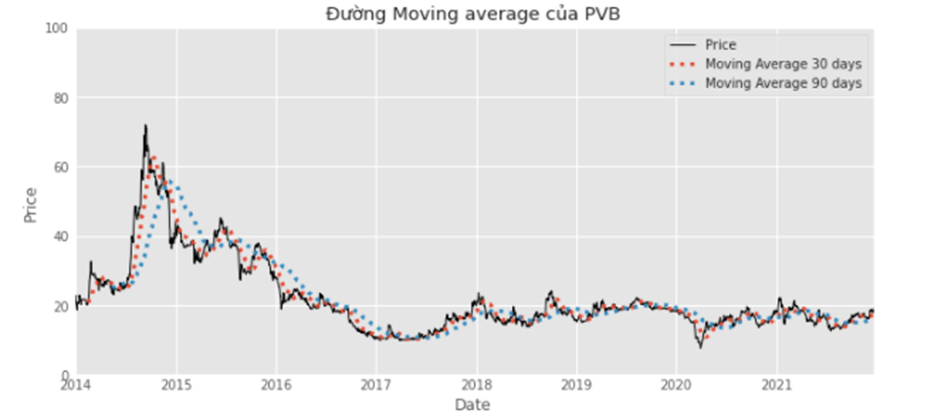 Đường Moving average của PVB
100
80
60
40
20
0
Price
Price
Moving Average 30 days
Moving Average 90 days
2014 2015 2016 2017 2018 2019 2020 2021
Date